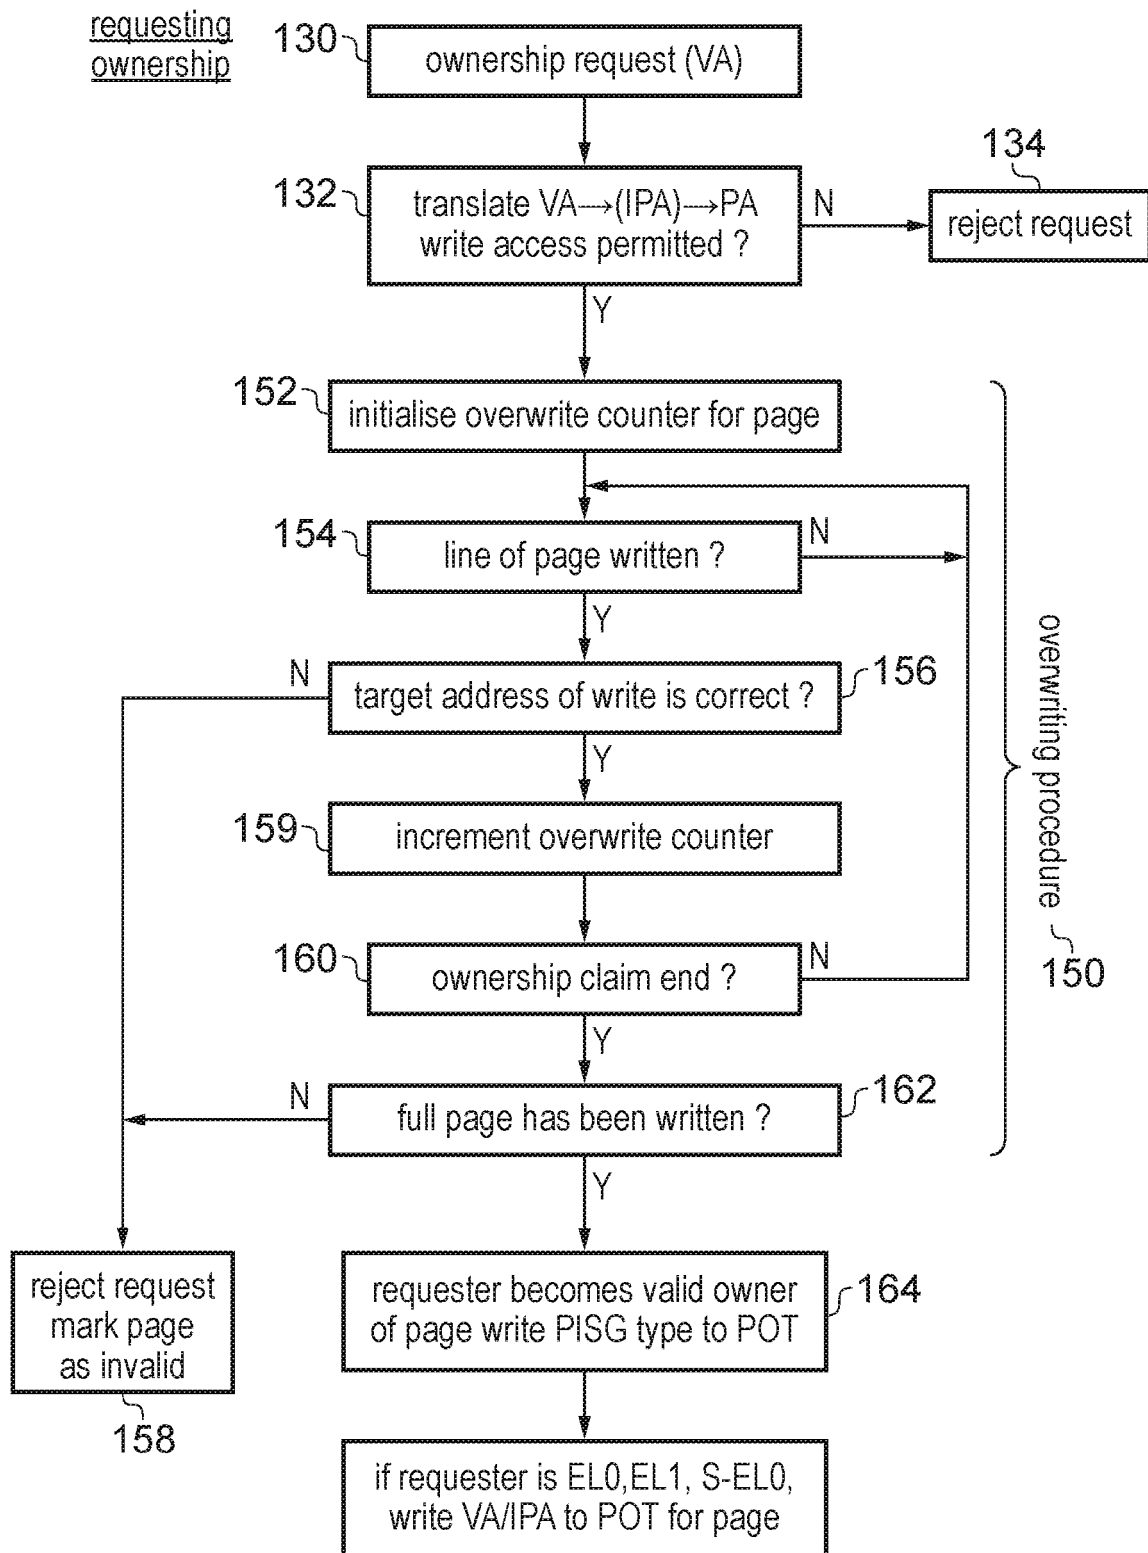 requesting
ownership
130
ownership request (VA)
132
translate VA→(IPA)→PA
write access permitted ?
N
134
reject request
Y
152
initialise overwrite counter for page
154
line of page written ?
N
Y
N
target address of write is correct ?
156
Y
159
increment overwrite counter
160
ownership claim end ?
N
Y
N
full page has been written ?
162
Y
overwriting procedure
150
reject request
mark page
as invalid
158
requester becomes valid owner
of page write PISG type to POT
164
if requester is EL0,EL1, S-EL0,
write VA/IPA to POT for page